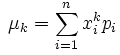 μ_k = \sum_{i=1}^{n} x_i^k p_i